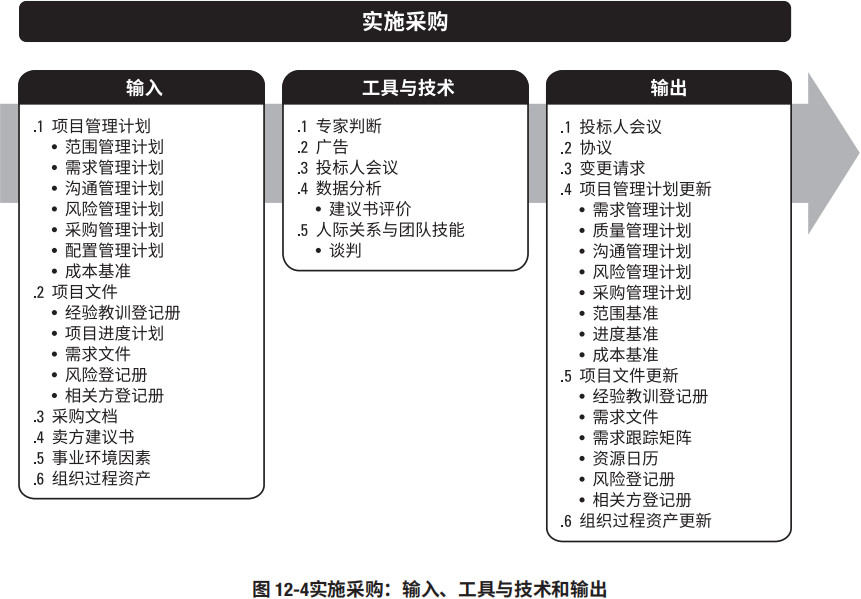 实施采购
输入
.1 项目管理计划
• 范围管理计划
• 需求管理计划
• 沟通管理计划
• 风险管理计划
• 采购管理计划
• 配置管理计划
• 成本基准
.2 项目文件
• 经验教训登记册
• 项目进度计划
• 需求文件
• 风险登记册
• 相关方登记册
.3 采购文档
.4 卖方建议书
.5 事业环境因素
.6 组织过程资产
工具与技术
.1 专家判断
.2 广告
.3 投标人会议
.4 数据分析
• 建议书评价
.5 人际关系与团队技能
• 谈判
输出
.1 投标人会议
.2 协议
.3 变更请求
.4 项目管理计划更新
• 需求管理计划
• 质量管理计划
• 沟通管理计划
• 风险管理计划
• 采购管理计划
• 范围基准
• 进度基准
• 成本基准
.5 项目文件更新
• 经验教训登记册
• 需求文件
• 需求跟踪矩阵
• 资源日历
• 风险登记册
• 相关方登记册
.6 组织过程资产更新
图 12-4实施采购：输入、工具与技术和输出